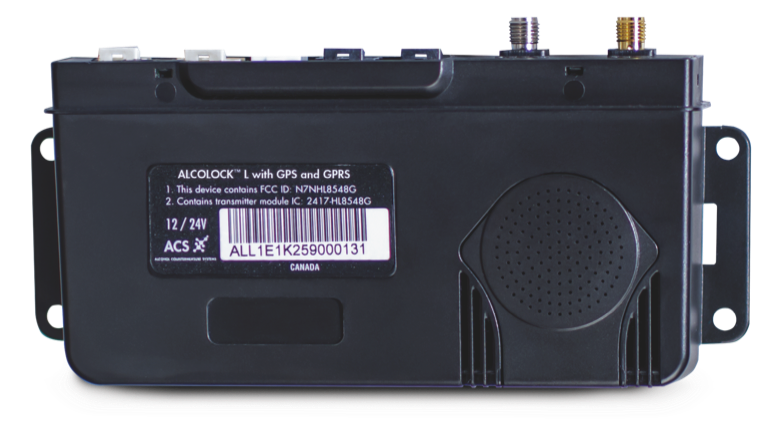 ALCOLOCK™ L with GPS and GPRS
1. This device contains FCC ID: N7NHL8548G
2. Contains transmitter module IC: 2417-HL8548G
12 / 24V
ACS
ALL1E1K259000131
CANADA